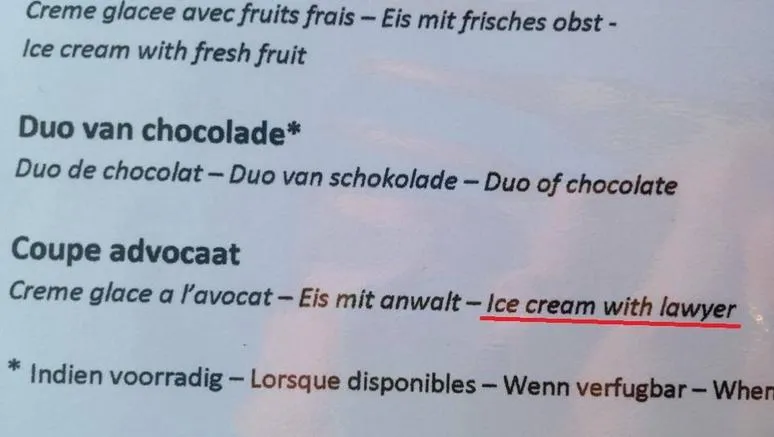 Creme glacee avec fruits frais – Eis mit frisches obst -
Ice cream with fresh fruit
Duo van chocolade*
Duo de chocolat – Duo van schokolade – Duo of chocolate
Coupe advocaat
Creme glace a l'avocat – Eis mit anwalt – Ice cream with lawyer
* Indien voorradig – Lorsque disponibles – Wenn verfugbar – When